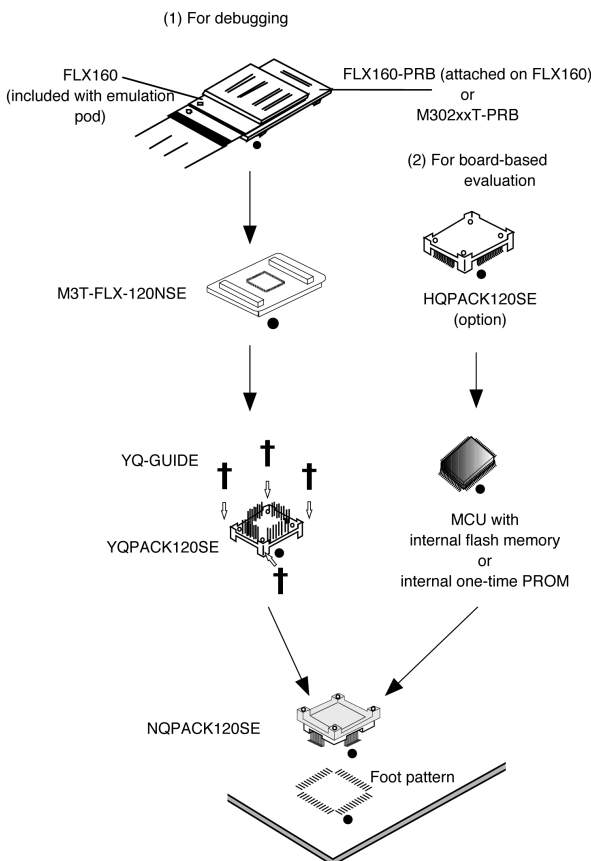 (1) For debugging
FLX160
(included with emulation
pod)
FLX160-PRB (attached on FLX160)
or
M302xxT-PRB
(2) For board-based
evaluation
M3T-FLX-120NSE
HQPACK120SE
(option)
YQ-GUIDE
YQPACK120SE
MCU with
internal flash memory
or
internal one-time PROM
NQPACK120SE
Foot pattern